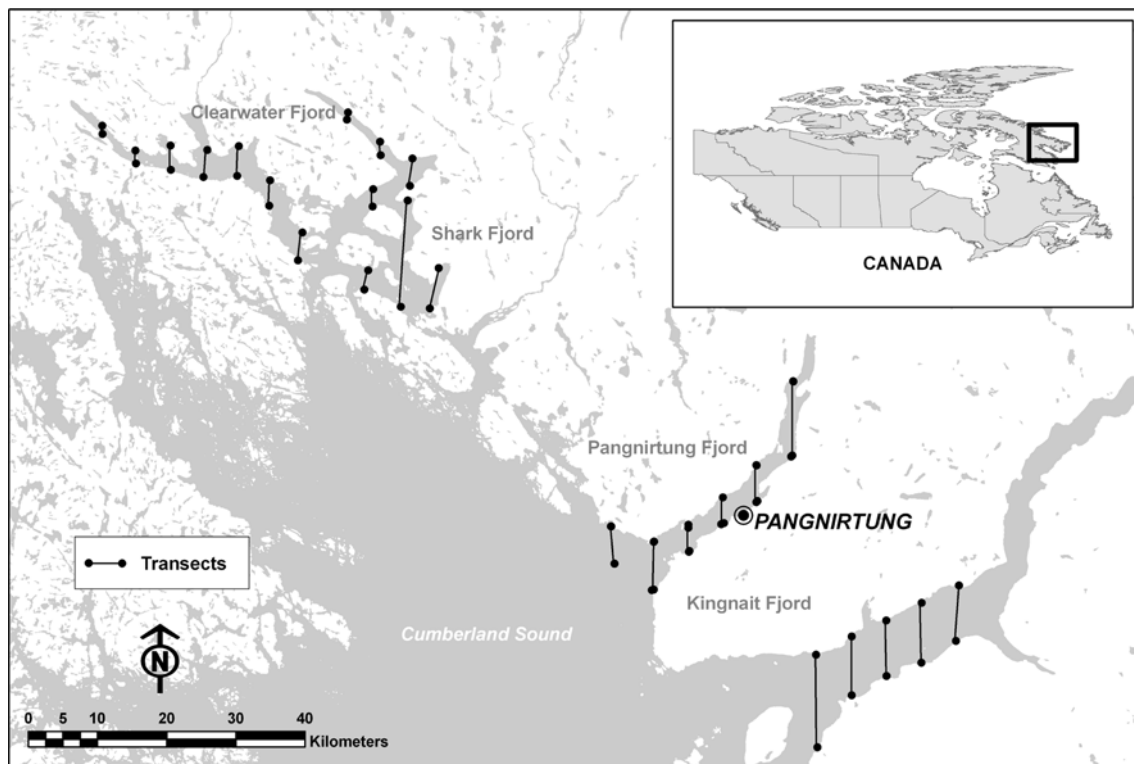 Clearwater Fjord
Shark Fjord
CANADA
Pangnirtung Fjord
PANGNIRTUNG
Kingnait Fjord
Cumberland Sound
Transects
N
0 5 10 20 30 40
Kilometers